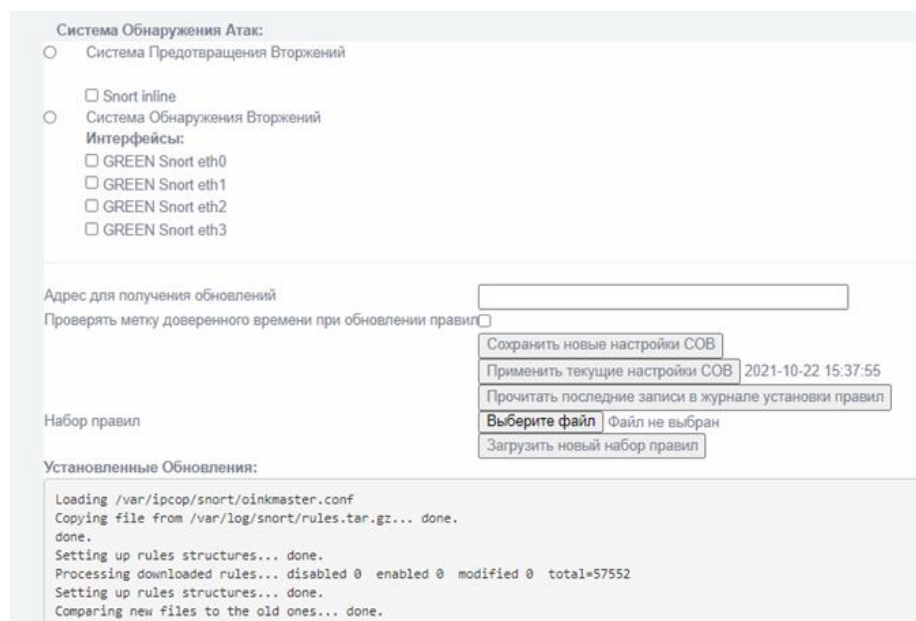 Система Обнаружения Атак:
Система Предотвращения Вторжений
Snort inline
Система Обнаружения Вторжений
Интерфейсы:
GREEN Snort eth0
GREEN Snort eth1
GREEN Snort eth2
GREEN Snort eth3
Адрес для получения обновлений
Проверять метку доверенного времени при обновлении правил
Сохранить новые настройки СОВ
Применить текущие настройки СОВ 2021-10-22 15:37:55
Прочитать последние записи в журнале установки правил
Набор правил Выберите файл Файл не выбран
Загрузить новый набор правил
Установленные Обновления:
Loading /var/ipcop/snort/oinkmaster.conf
Copying file from /var/log/snort/rules.tar.gz... done.
done.
Setting up rules structures... done.
Processing downloaded rules... disabled 0 enabled 0 modified 0 total=57552
Setting up rules structures... done.
Comparing new files to the old ones... done.